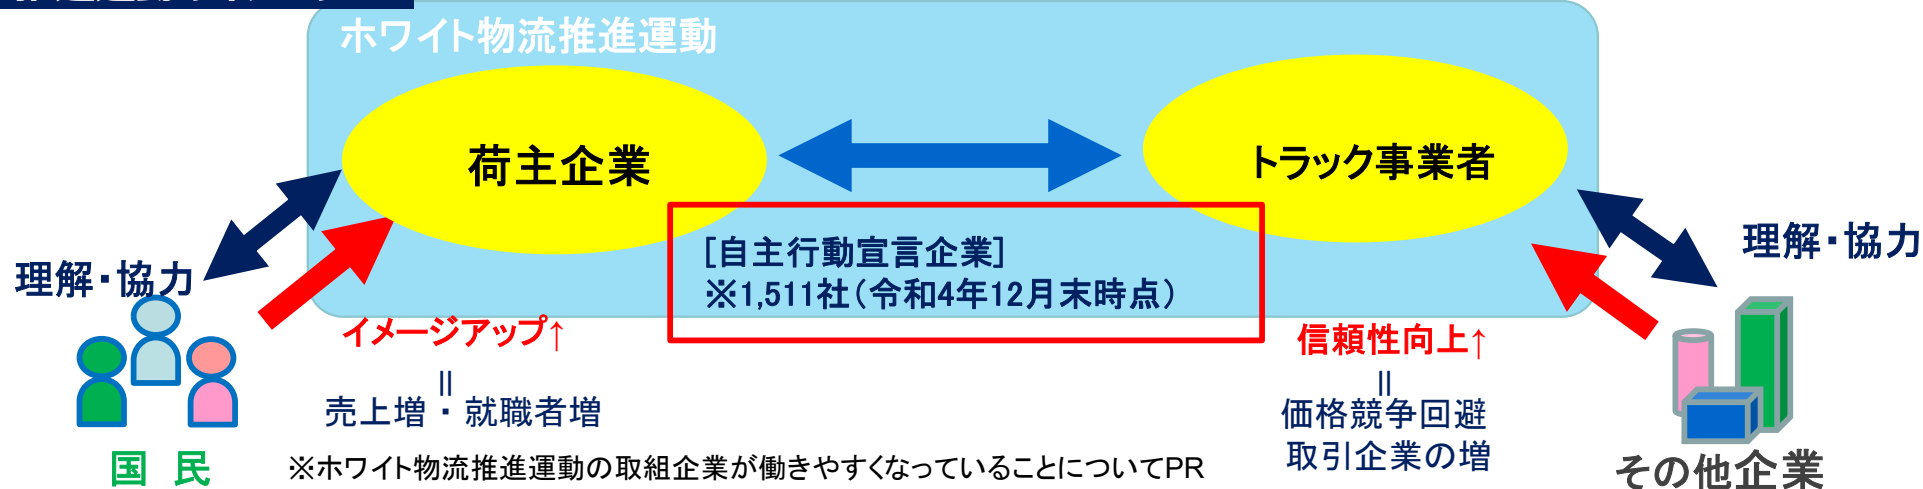 ホワイト物流推進運動
荷主企業
トラック事業者
[自主行動宣言企業]
※1,511社(令和4年12月末時点)
理解・協力
理解・協力
イメージアップ↑
||
売上増・就職者増
信頼性向上↑
||
価格競争回避
取引企業の増
国 民
その他企業
※ホワイト物流推進運動の取組企業が働きやすくなっていることについてPR